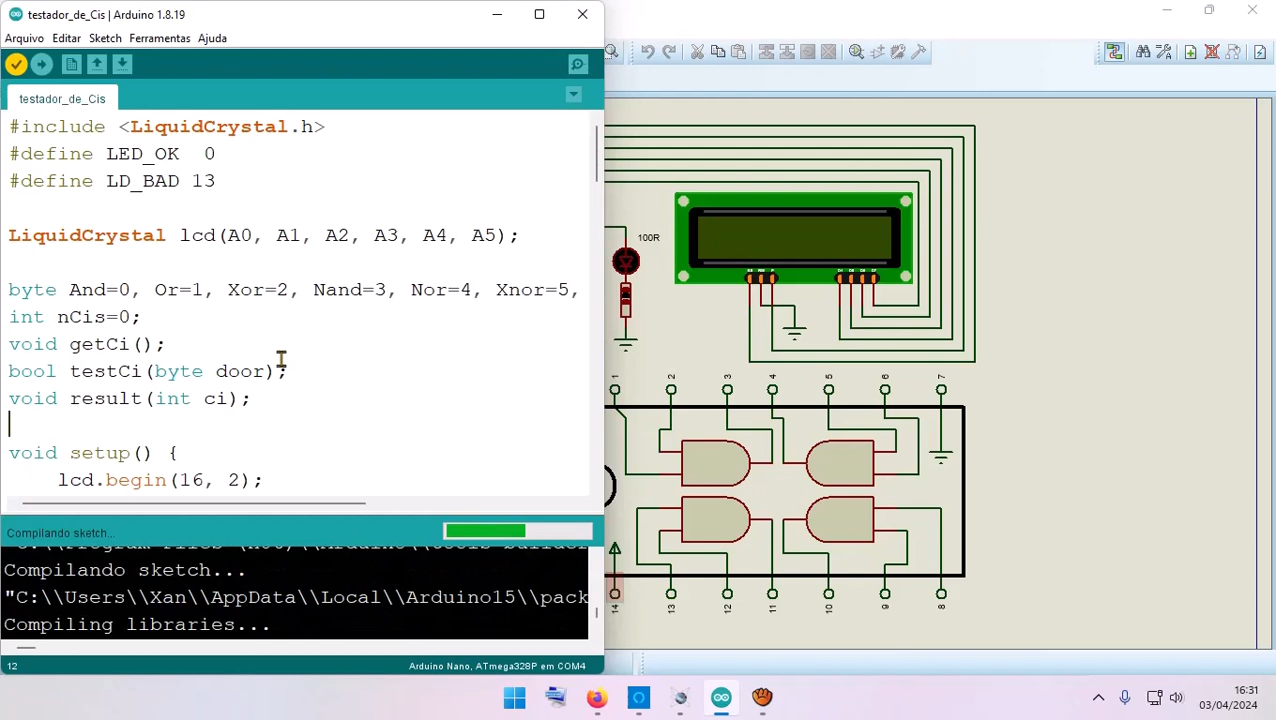 testador_de_Cis | Arduino 1.8.19
Arquivo Editar Sketch Ferramentas Ajuda
testador_de_Cis
#include <LiquidCrystal.h>
#define LED_OK 0
#define LD_BAD 13
LiquidCrystal lcd(A0, A1, A2, A3, A4, A5);
byte And=0, Or=1, Xor=2, Nand=3, Nor=4, Xnor=5,
int nCis=0;
void getCi();
bool testCi(byte door);
void result(int ci);
void setup() {
lcd.begin(16, 2);
Compilando sketch...
Compilando sketch...
"C:\\Users\\Xan\\AppData\\Local\\Arduino15\\pack
Compiling libraries...
12
Arduino Nano, ATmega328P em COM4
100R
1 2 3 4 5 6 7
14 13 12 11 10 9 8
16:31
03/04/2024